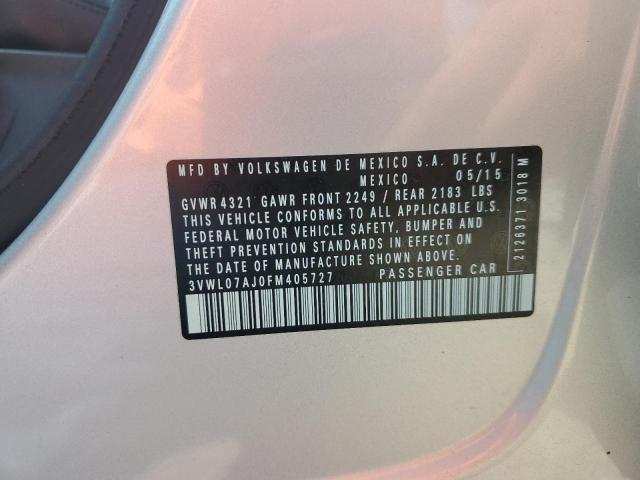 MFD BY VOLKSWAGEN DE MEXICO S.A. DE C.V.
MEXICO 05/15
GVWR 4321 GAWR FRONT 2249 / REAR 2183 LBS
THIS VEHICLE CONFORMS TO ALL APPLICABLE U.S.
FEDERAL MOTOR VEHICLE SAFETY, BUMPER AND
THEFT PREVENTION STANDARDS IN EFFECT ON
THE DATE OF MANUFACTURE SHOWN ABOVE.
3VWL07AJ0FM405727 PASSENGER CAR
2126371 3018 M